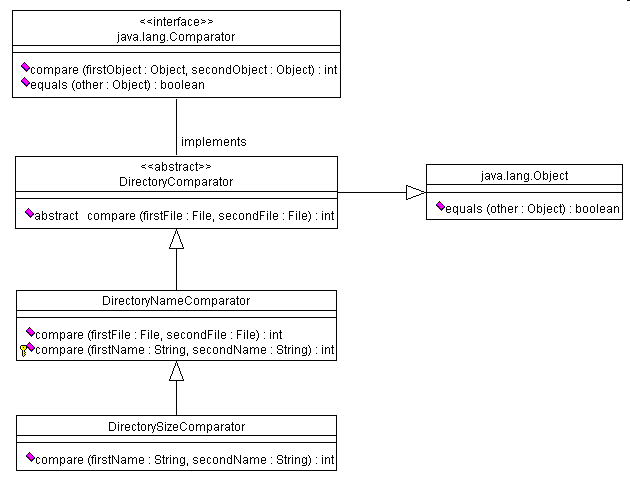 <<interface>>
java.lang.Comparator
compare (firstObject : Object, secondObject : Object) : int
equals (other : Object) : boolean
implements
<<abstract>>
DirectoryComparator
abstract compare (firstFile : File, secondFile : File) : int
java.lang.Object
equals (other : Object) : boolean
DirectoryNameComparator
compare (firstFile : File, secondFile : File) : int
compare (firstName : String, secondName : String) : int
DirectorySizeComparator
compare (firstName : String, secondName : String) : int